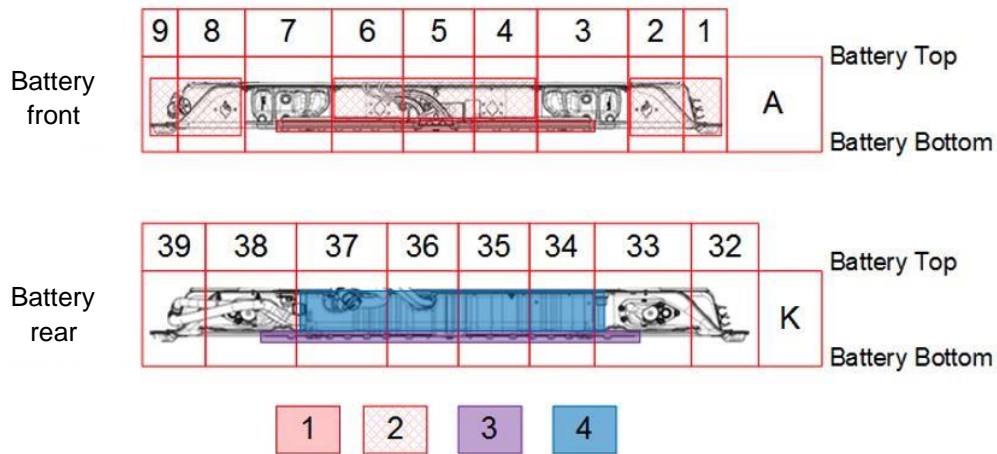 9 8 7 6 5 4 3 2 1
Battery Top
Battery
front
A
Battery Bottom
39 38 37 36 35 34 33 32
Battery Top
Battery
rear
K
Battery Bottom
1 2 3 4